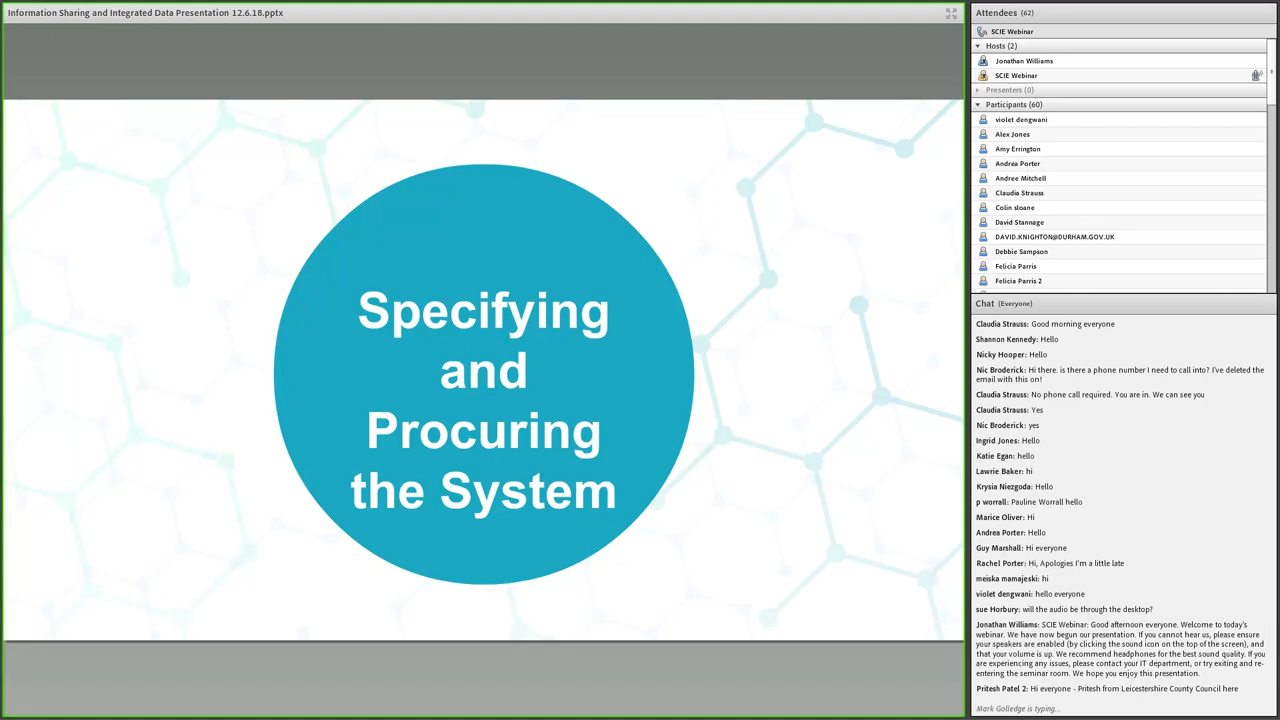 Information Sharing and Integrated Data Presentation 12.6.18.pptx
Specifying
and
Procuring
the System
Attendees (62)
SCIE Webinar
Hosts (2)
Jonathan Williams
SCIE Webinar
Presenters (0)
Participants (60)
violet dengwani
Alex Jones
Amy Errington
Andrea Porter
Andree Mitchell
Claudia Strauss
Colin sloane
David Stannage
DAVID.KNIGHTON@DURHAM.GOV.UK
Debbie Sampson
Felicia Parris
Felicia Parris 2
Chat (Everyone)
Claudia Strauss: Good morning everyone
Shannon Kennedy: Hello
Nicky Hooper: Hello
Nic Broderick: Hi there. is there a phone number I need to call into? I've deleted the
email with this on!
Claudia Strauss: No phone call required. You are in. We can see you
Claudia Strauss: Yes
Nic Broderick: yes
Ingrid Jones: Hello
Katie Egan: hello
Lawrie Baker: hi
Krysia Niezgoda: Hello
p worrall: Pauline Worrall hello
Marice Oliver: Hi
Andrea Porter: Hello
Guy Marshall: Hi everyone
Rachel Porter: Hi, Apologies I'm a little late
meiska mamajeski: hi
violet dengwani: hello everyone
sue Horbury: will the audio be through the desktop?
Jonathan Williams: SCIE Webinar: Good afternoon everyone. Welcome to today's
webinar. We have now begun our presentation. If you cannot hear us, please ensure
your speakers are enabled (by clicking the sound icon on the top of the screen), and
that your volume is up. We recommend headphones for the best sound quality. If you
are experiencing any issues, please contact your IT department, or try exiting and re-
entering the seminar room. We hope you enjoy this presentation.
Pritesh Patel 2: Hi everyone - Pritesh from Leicestershire County Council here
Mark Golledge is typing...